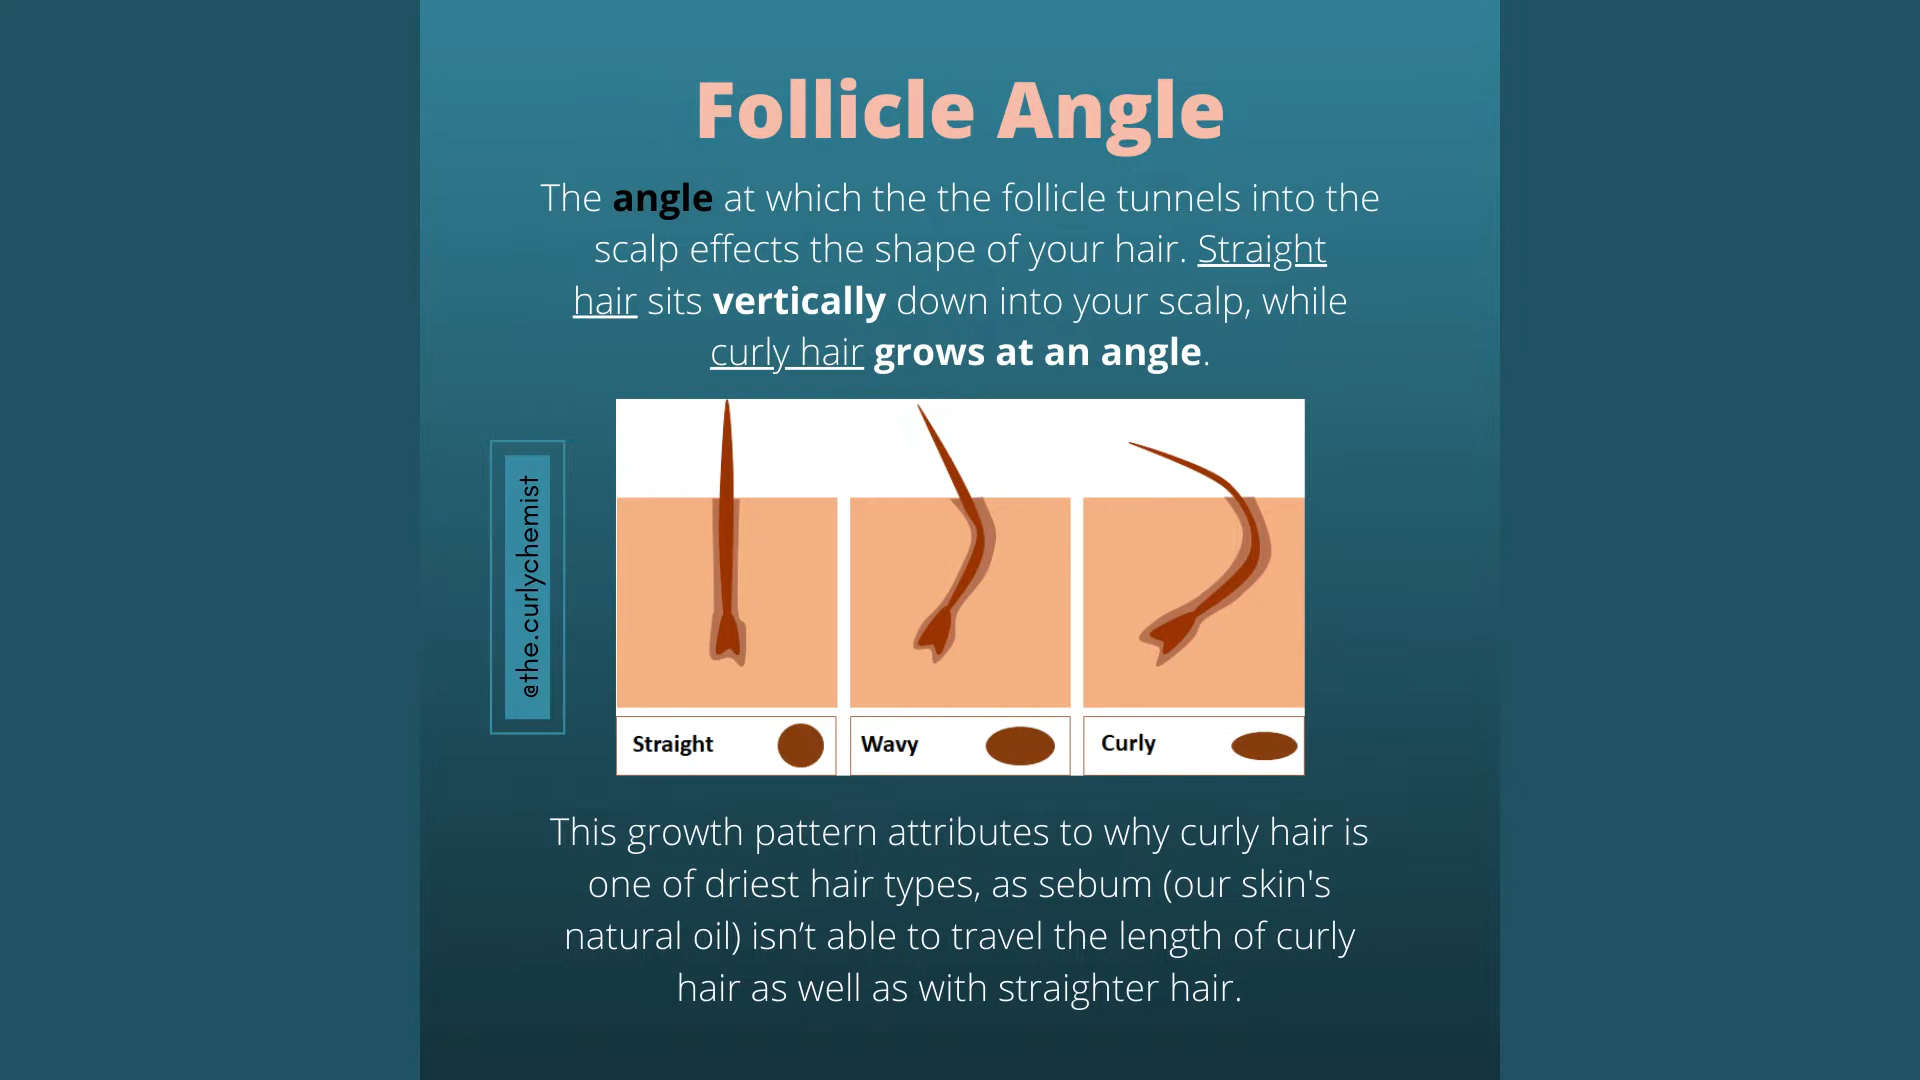 Follicle Angle
The angle at which the the follicle tunnels into the
scalp effects the shape of your hair. Straight
hair sits vertically down into your scalp, while
curly hair grows at an angle.
@the.curlychemist
Straight
Wavy
Curly
This growth pattern attributes to why curly hair is
one of driest hair types, as sebum (our skin's
natural oil) isn’t able to travel the length of curly
hair as well as with straighter hair.